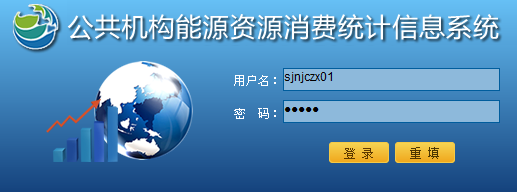 公共机构能源资源消费统计信息系统
用户名：sjnjczx01
密 码：●●●●●
登 录 重 填